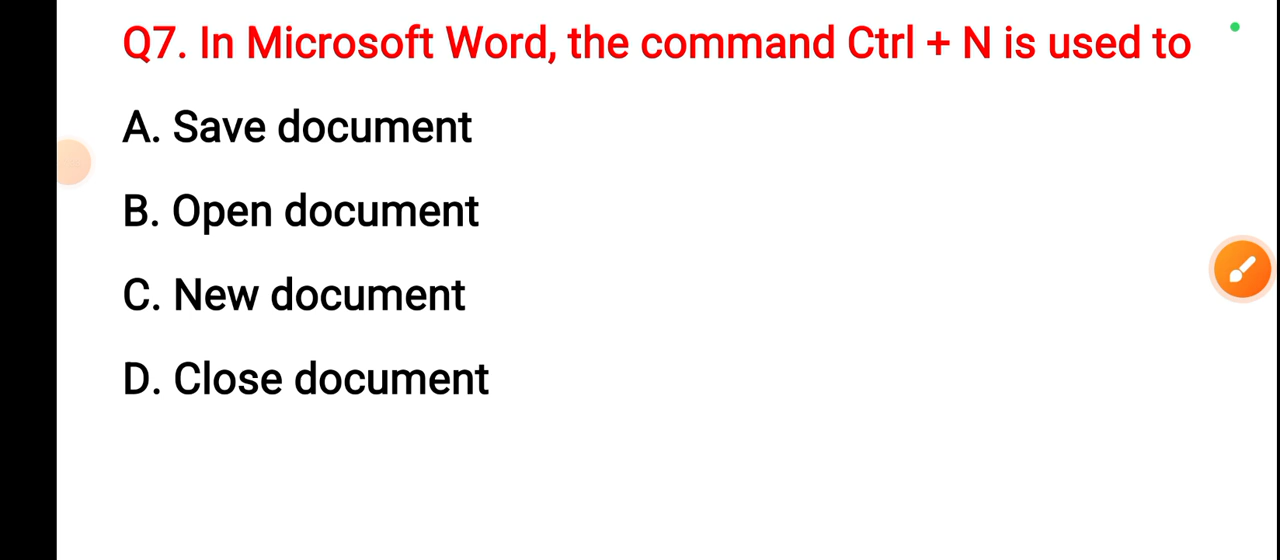 Q7. In Microsoft Word, the command Ctrl + N is used to
A. Save document
B. Open document
C. New document
D. Close document